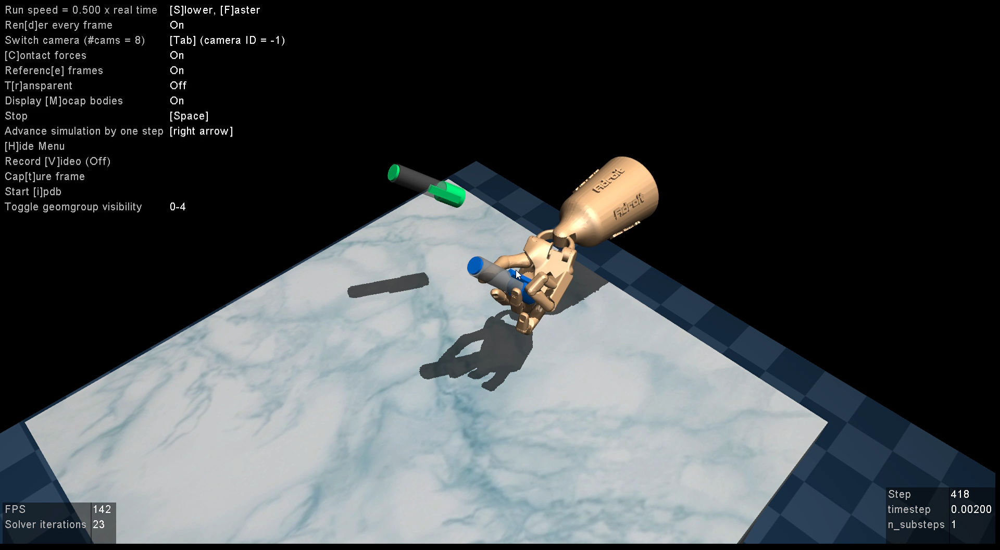 Run speed = 0.500 x real time [S]lower, [F]aster
Ren[d]er every frame On
Switch camera (#cams = 8) [Tab] (camera ID = -1)
[C]ontact forces On
Referenc[e] frames On
T[r]ansparent Off
Display [M]ocap bodies On
Stop [Space]
Advance simulation by one step [right arrow]
[H]ide Menu
Record [V]ideo (Off)
Cap[t]ure frame
Start [i]pdb
Toggle geomgroup visibility 0-4
Adroit
Adroit
FPS 142
Solver iterations 23
Step 418
timestep 0.00200
n_substeps 1